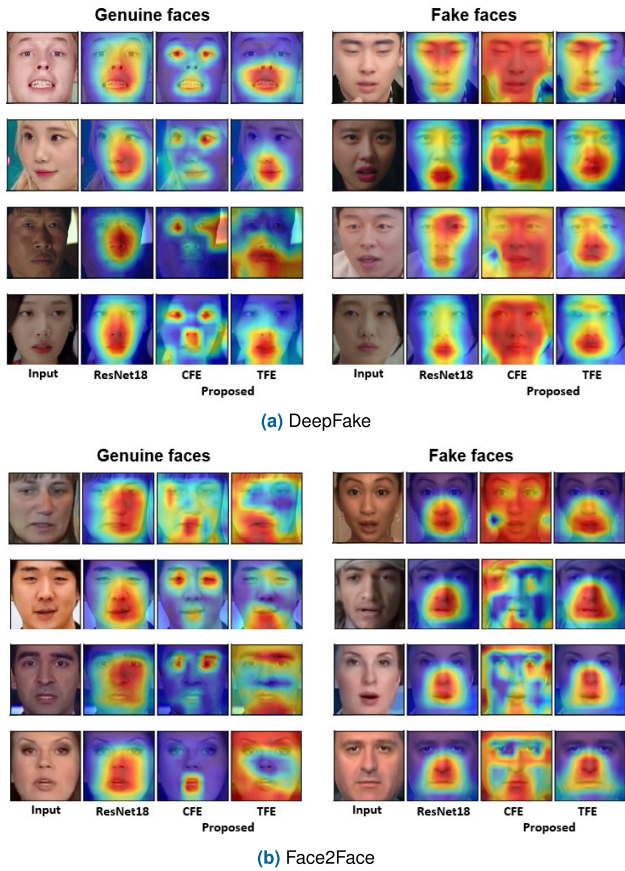 Genuine faces Fake faces
Input ResNet18 CFE TFE Input ResNet18 CFE TFE
Proposed Proposed
(a) DeepFake
Genuine faces Fake faces
Input ResNet18 CFE TFE Input ResNet18 CFE TFE
Proposed Proposed
(b) Face2Face